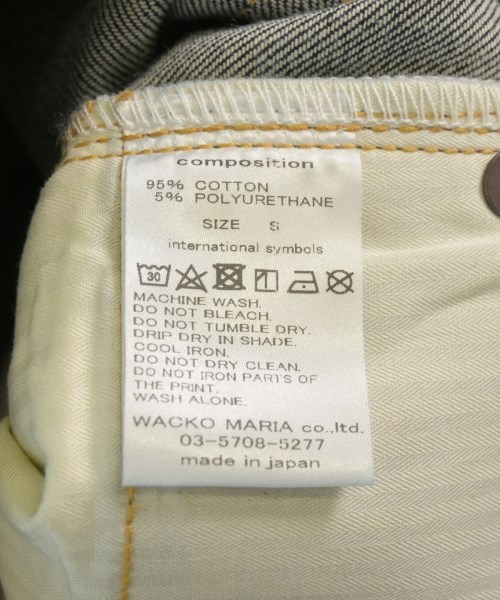 composition
95% COTTON
5% POLYURETHANE
SIZE S
international symbols
30
MACHINE WASH.
DO NOT BLEACH.
DO NOT TUMBLE DRY.
DRIP DRY IN SHADE.
COOL IRON.
DO NOT DRY CLEAN.
DO NOT IRON PARTS OF
THE PRINT.
WASH ALONE.
WACKO MARIA co.,ltd.
03-5708-5277
made in japan